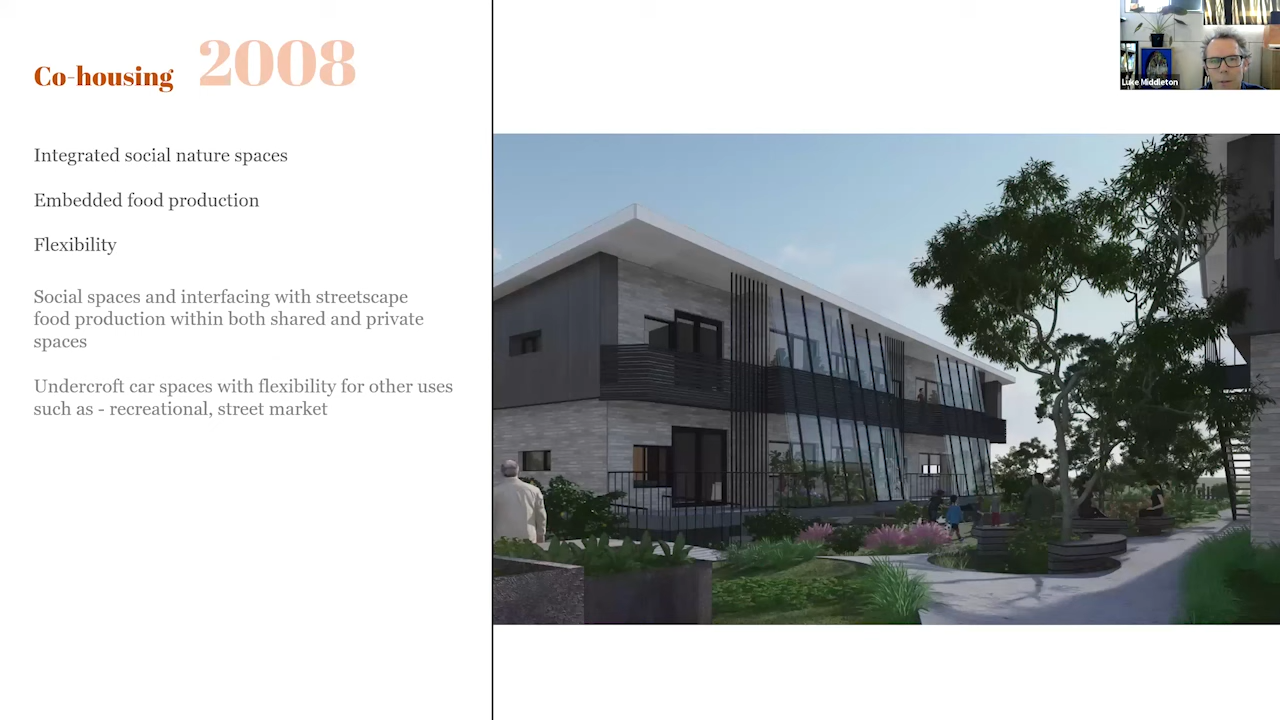 Co-housing 2008
Luke Middleton
Integrated social nature spaces
Embedded food production
Flexibility
Social spaces and interfacing with streetscape
food production within both shared and private
spaces
Undercroft car spaces with flexibility for other uses
such as - recreational, street market